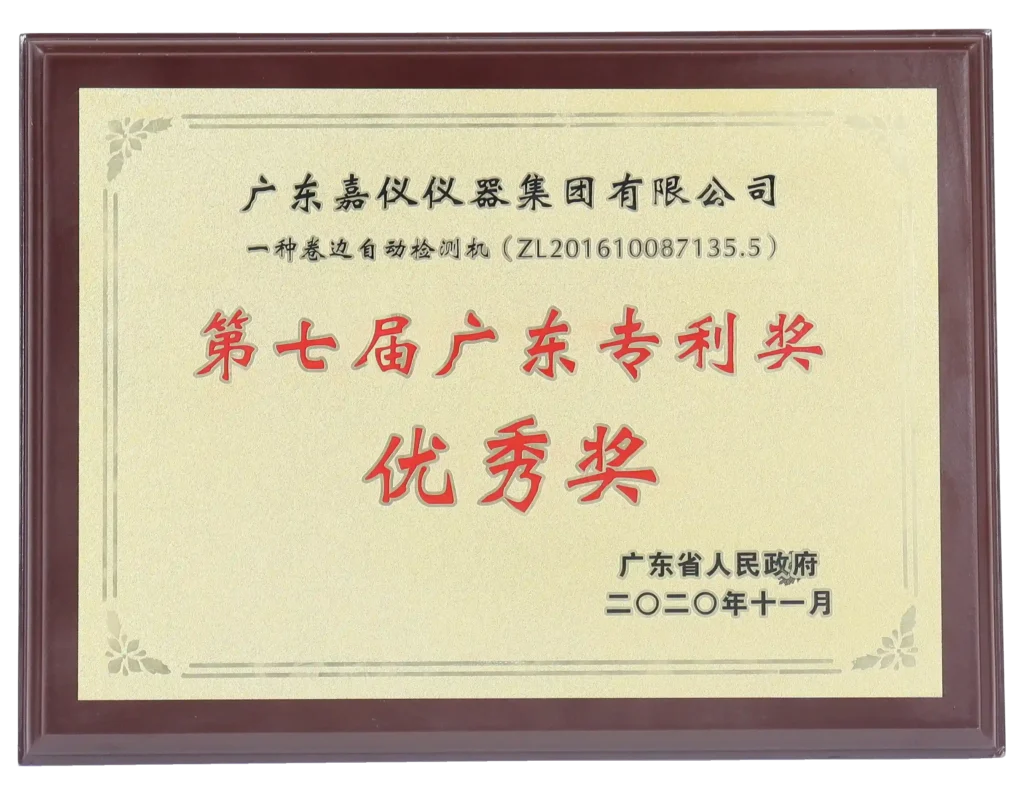 广东嘉仪仪器集团有限公司
一种卷边自动检测机（ZL201610087135.5）
第七届广东专利奖
优秀奖
广东省人民政府
二〇二〇年十一月